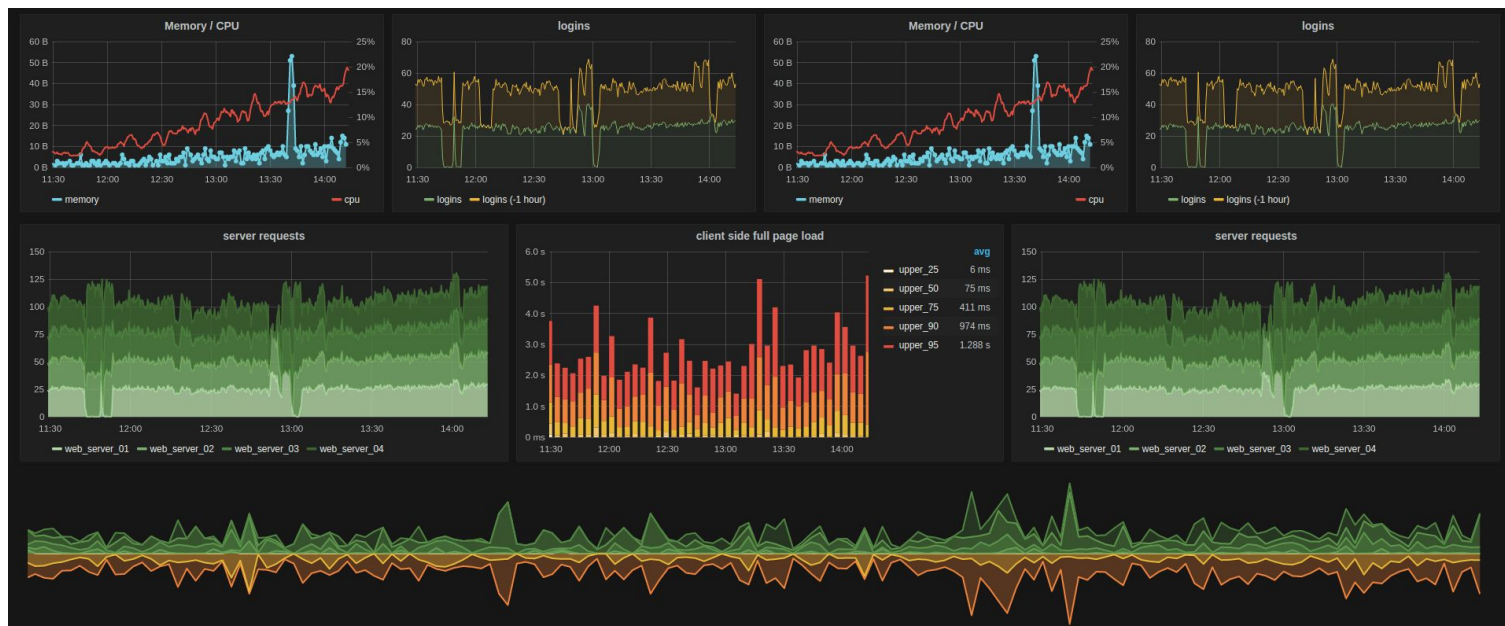 Memory / CPU
60 B
50 B
40 B
30 B
20 B
10 B
0 B
25%
20%
15%
10%
5%
0%
11:30 12:00 12:30 13:00 13:30 14:00
memory cpu
logins
80
60
40
20
0
11:30 12:00 12:30 13:00 13:30 14:00
logins logins (-1 hour)
Memory / CPU
60 B
50 B
40 B
30 B
20 B
10 B
0 B
25%
20%
15%
10%
5%
0%
11:30 12:00 12:30 13:00 13:30 14:00
memory cpu
logins
80
60
40
20
0
11:30 12:00 12:30 13:00 13:30 14:00
logins logins (-1 hour)
server requests
150
125
100
75
50
25
0
11:30 12:00 12:30 13:00 13:30 14:00
web_server_01 web_server_02 web_server_03 web_server_04
client side full page load
6.0 s
5.0 s
4.0 s
3.0 s
2.0 s
1.0 s
0 ms
11:30 12:00 12:30 13:00 13:30 14:00
avg
upper_25 6 ms
upper_50 75 ms
upper_75 411 ms
upper_90 974 ms
upper_95 1.288 s
server requests
150
125
100
75
50
25
0
11:30 12:00 12:30 13:00 13:30 14:00
web_server_01 web_server_02 web_server_03 web_server_04